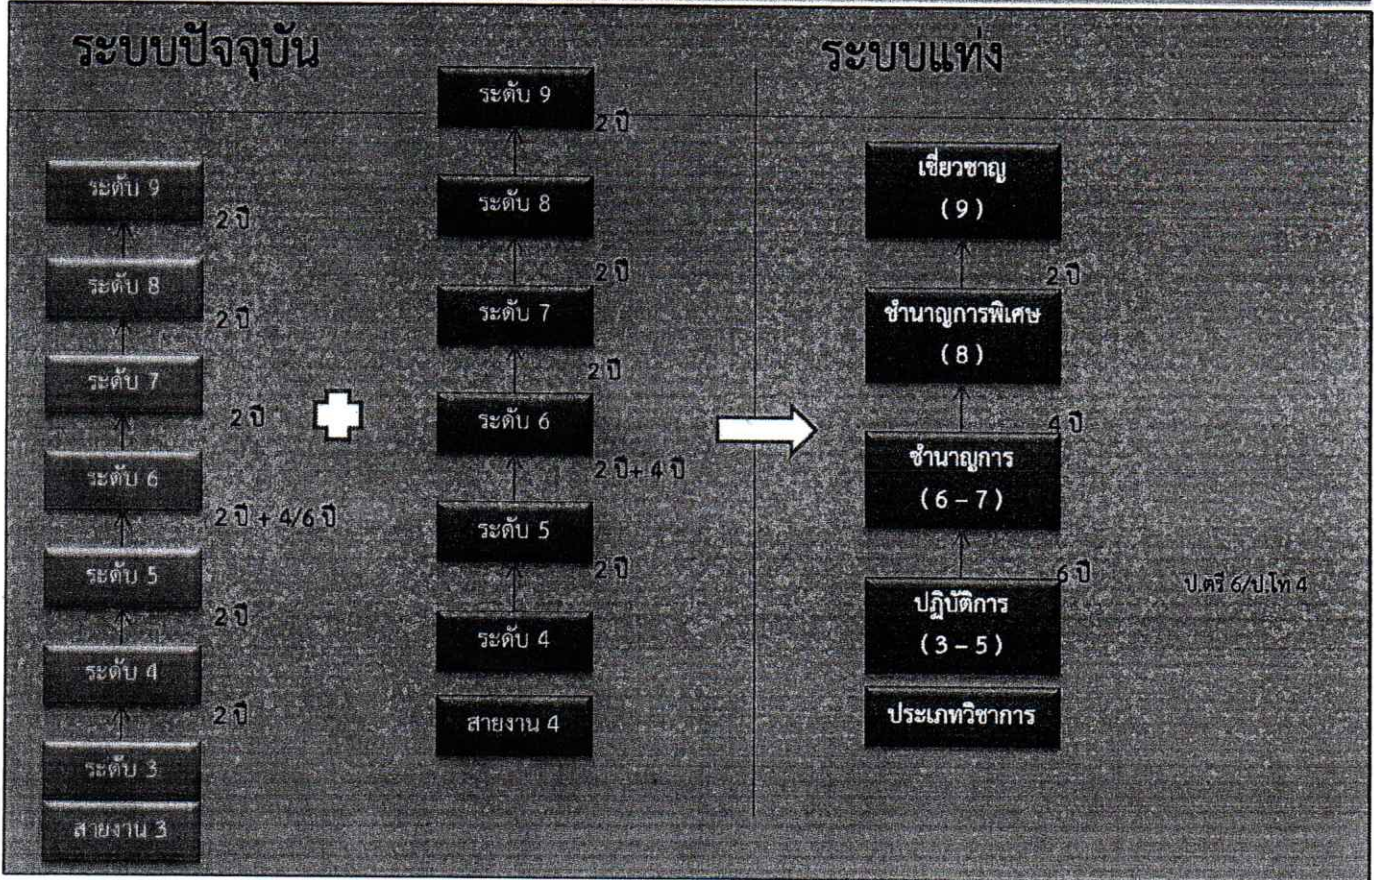 ระบบปัจจุบัน
ระดับ 9
2 ปี
ระดับ 8
2 ปี
ระดับ 7
2 ปี
ระดับ 6
2 ปี + 4/6 ปี
ระดับ 5
2 ปี
ระดับ 4
2 ปี
ระดับ 3
สายงาน 3
ระดับ 9
2 ปี
ระดับ 8
2 ปี
ระดับ 7
2 ปี
ระดับ 6
2 ปี+ 4 ปี
ระดับ 5
2 ปี
ระดับ 4
สายงาน 4
ระบบแท่ง
เชี่ยวชาญ
( 9 )
2 ปี
ชำนาญการพิเศษ
( 8 )
4 ปี
ชำนาญการ
( 6 – 7 )
6 ปี
ป.ตรี 6/ป.โท 4
ปฏิบัติการ
( 3 – 5 )
ประเภทวิชาการ